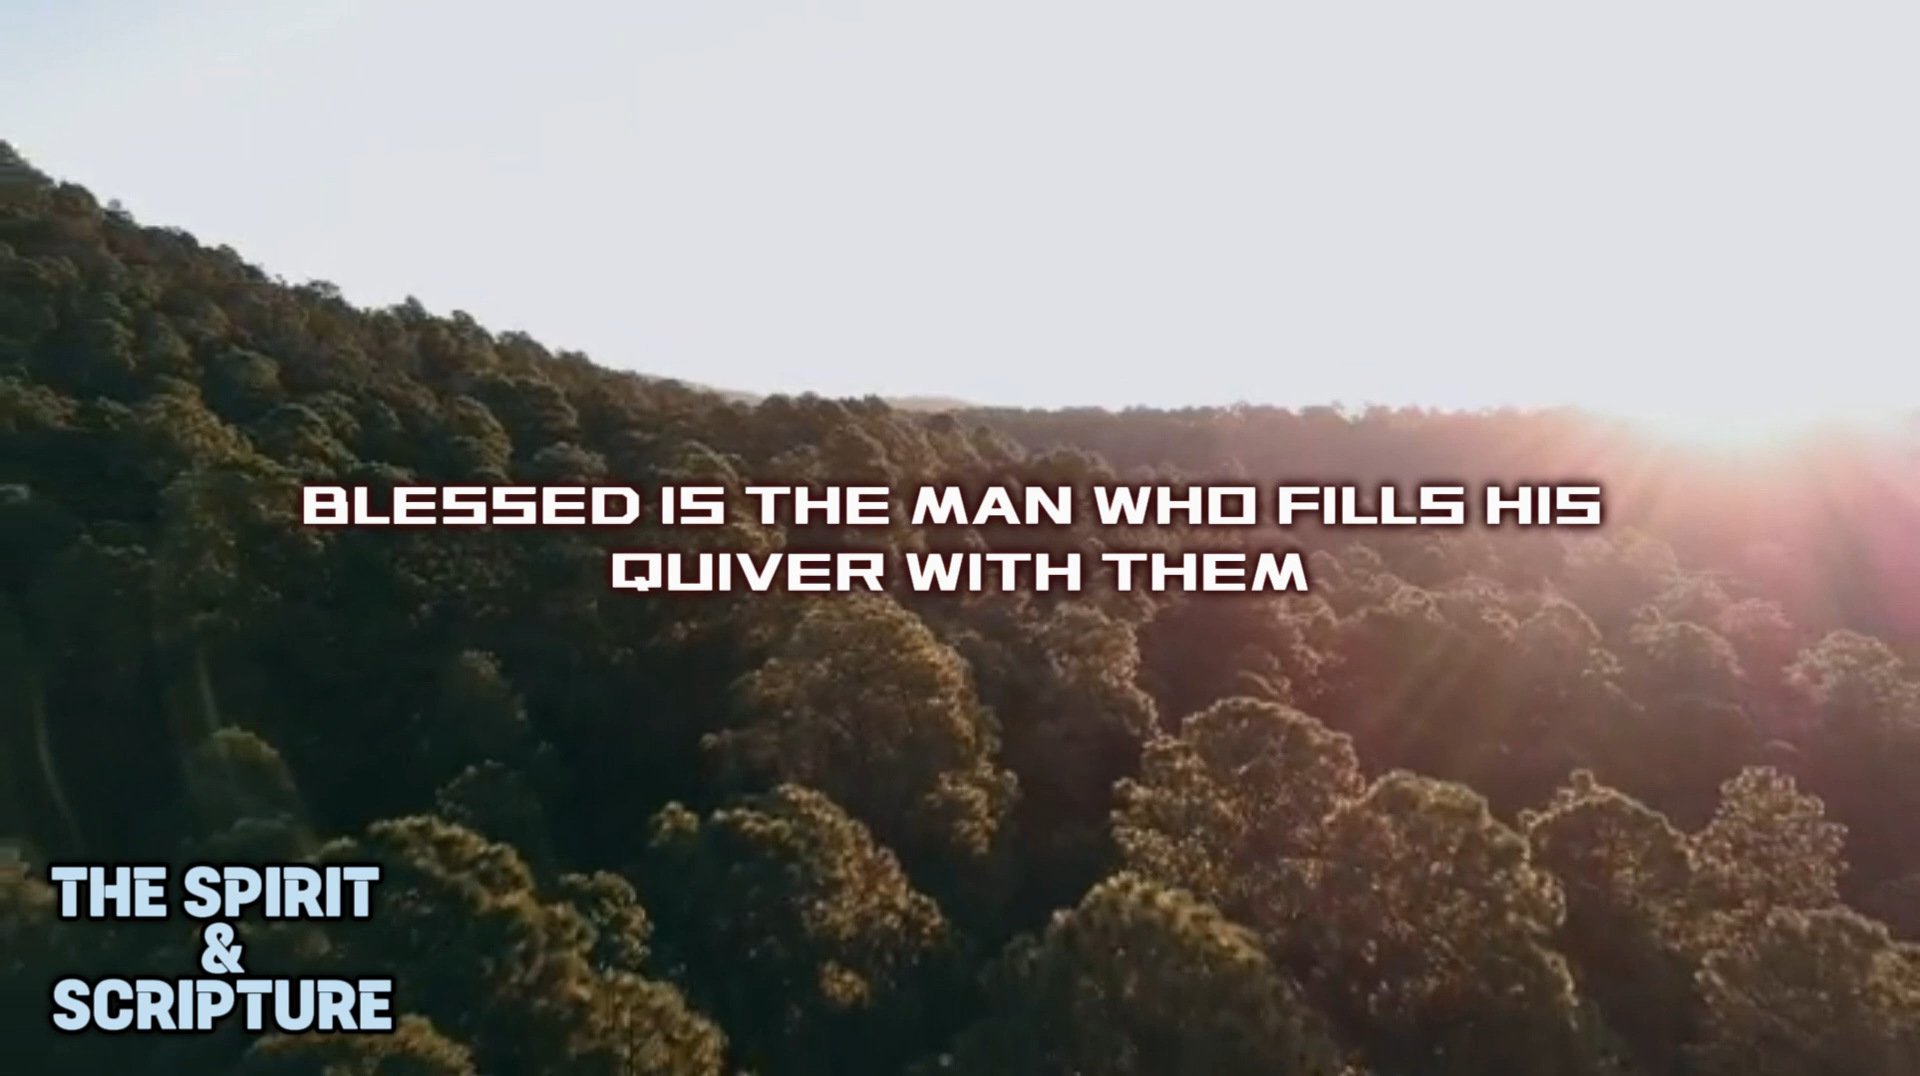 BLESSED IS THE MAN WHO FILLS HIS
QUIVER WITH THEM
THE SPIRIT
&
SCRIPTURE